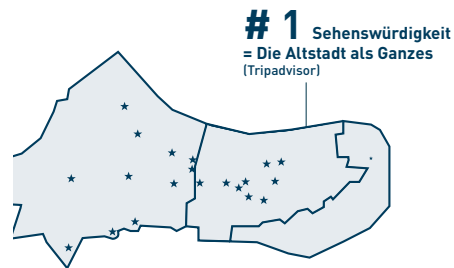 # 1 Sehenswürdigkeit
= Die Altstadt als Ganzes
(Tripadvisor)